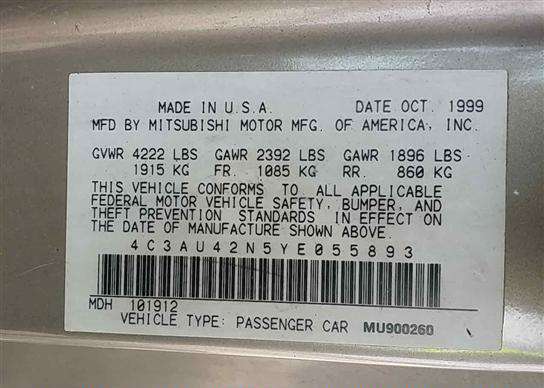 MADE IN U.S.A. DATE OCT. 1999
MFD BY MITSUBISHI MOTOR MFG. OF AMERICA, INC.
GVWR 4222 LBS GAWR 2392 LBS GAWR 1896 LBS
1915 KG FR. 1085 KG RR. 860 KG
THIS VEHICLE CONFORMS TO ALL APPLICABLE
FEDERAL MOTOR VEHICLE SAFETY, BUMPER, AND
THEFT PREVENTION STANDARDS IN EFFECT ON
THE DATE OF MANUFACTURE SHOWN ABOVE.
4C3AU42N5YE055893
MDH 101912
VEHICLE TYPE: PASSENGER CAR MU900260